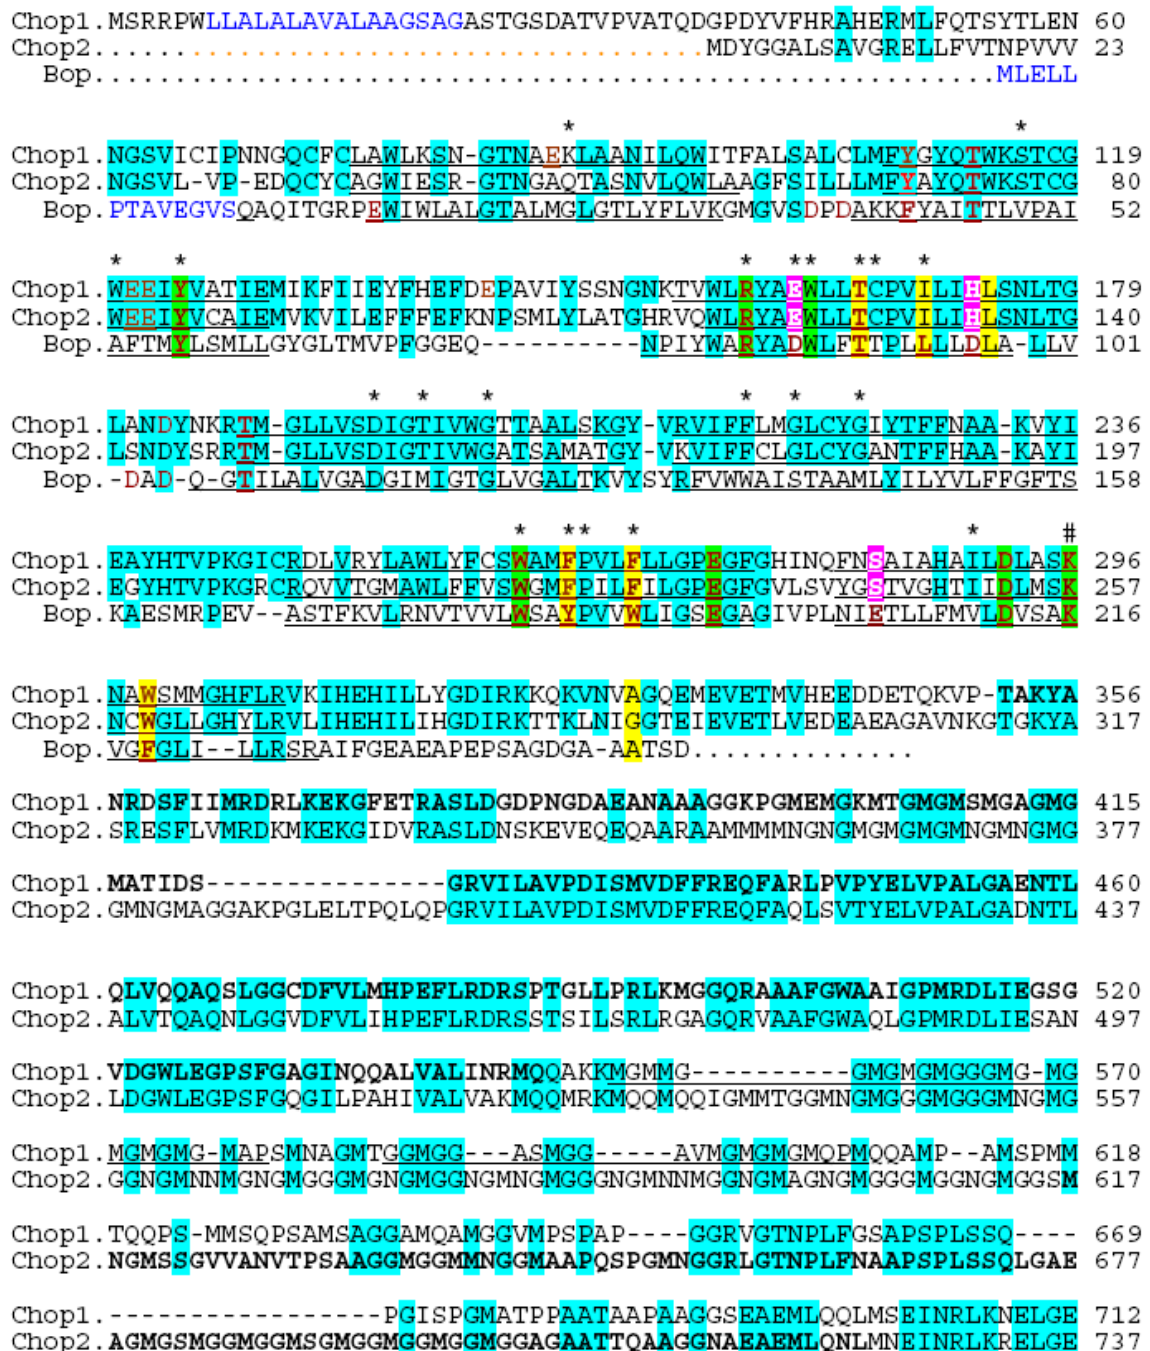 Chop1.MSRRPWLLALALAVALAAGSAGASTGSDATVPVATQDGPDYVFHRAHERMLFQTSYTLEN 60
Chop2......................................MDYGGALSAVGRELLFVTNPVVV 23
Bop........................................................MLELL
* *
Chop1.NGSVICIPNNGQCFCLAWLKSN-GTNAEKLAANILQWITFALSALCLMFYGYQTWKSTCG 119
Chop2.NGSVL-VP-EDQCYCAGWIESR-GTNGAQTASNVLQWLAAGFSILLLMFYAYQTWKSTCG 80
Bop.PTAVEGVSQAQITGRPEWIWLALGTALMGLGTLYFLVKGMGVSDPDAKKFYAITTLVPAI 52
* * * ** ** *
Chop1.WEEIYVATIEMIKFIIEYFHEFDEPAVIYSSNGNKTVWLRYAEWLLTCPVILIHLSNLTG 179
Chop2.WEEIYVCAIEMVKVILEFFFEFKNPSMLYLATGHRVQWLRYAEWLLTCPVILIHLSNLTG 140
Bop.AFTMYLSMLLGYGLTMVPFGGEQ----------NPIYWARYADWLFTTPLLLLDLA-LLV 101
* * * * * *
Chop1.LANDYNKRTM-GLLVSDIGTIVWGTTAALSKGY-VRVIFFLMGLCYGIYTFFNAA-KVYI 236
Chop2.LSNDYSRRTM-GLLVSDIGTIVWGATSAMATGY-VKVIFFCLGLCYGANTFFHAA-KAYI 197
Bop.-DAD-Q-GTILALVGADGIMIGTGLVGALTKVYSYRFVWWAISTAAMLYILYVLFFGFTS 158
* ** * * #
Chop1.EAYHTVPKGICRDLVRYLAWLYFCSWAMFPVLFLLGPEGFGHINQFNSAIAHAILDLASK 296
Chop2.EGYHTVPKGRCRQVVTGMAWLFFVSWGMFPILFILGPEGFGVLSVYGSTVGHTIIDLMSK 257
Bop.KAESMRPEV--ASTFKVLRNVTVVLWSAYPVVWLIGSEGAGIVPLNIETLLFMVLDVSAK 216
Chop1.NAWSMMGHFLRVKIHEHILLYGDIRKKQKVNVAGQEMEVETMVHEEDDETQKVP-TAKYA 356
Chop2.NCWGLLGHYLRVLIHEHILIHGDIRKTTKLNIGGTEIEVETLVEDEAEAGAVNKGTGKYA 317
Bop.VGFGLI--LLRSRAIFGEAEAPEPSAGDGA-AATSD..............
Chop1.NRDSFIIMRDRLKEKGFETRASLDGDPNGDAEANAAAGGKPGMEMGKMTGMGMSMGAGMG 415
Chop2.SRESFLVMRDKMKEKGIDVRASLDNSKEVEQEQAARAAMMMMNGNGMGMGMGMNGMNGMG 377
Chop1.MATIDS---------------GRVILAVPDISMVDFFREQFARLPVPYELVPALGAENTL 460
Chop2.GMNGMAGGAKPGLELTPQLQPGRVILAVPDISMVDFFREQFAQLSVTYELVPALGADNTL 437
Chop1.QLVQQAQSLGGCDFVLMHPEFLRDRSPTGLLPRLKMGGQRAAAFGWAAIGPMRDLIEGSG 520
Chop2.ALVTQAQNLGGVDFVLIHPEFLRDRSSTSILSRLRGAGQRVAAFGWAQLGPMRDLIESAN 497
Chop1.VDGWLEGPSFGAGINQQALVALINRMQQAKKMGMMG----------GMGMGMGGGMG-MG 570
Chop2.LDGWLEGPSFGQGILPAHIVALVAKMQQMRKMQQMQQIGMMTGGMNGMGGGMGGGMNGMG 557
Chop1.MGMGMG-MAPSMNAGMTGGMGG---ASMGG-----AVMGMGMGMQPMQQAMP--AMSPMM 618
Chop2.GGNGMNNMGNGMGGGMGNGMGGNGMNGMGGGNGMNNMGGNGMAGNGMGGGMGGNGMGGSM 617
Chop1.TQQPS-MMSQPSAMSAGGAMQAMGGVMPSPAP----GGRVGTNPLFGSAPSPLSSQ---- 669
Chop2.NGMSSGVVANVTPSAAGGMGGMMNGGMAAPQSPGMNGGRLGTNPLFNAAPSPLSSQLGAE 677
Chop1.-----------------PGISPGMATPPAATAAPAAGGSEAEMLQQLMSEINRLKNELGE 712
Chop2.AGMGSMGGMGGMSGMGGMGGMGGMGGAGAATTQAAGGNAEAEMLQNLMNEINRLKRELGE 737